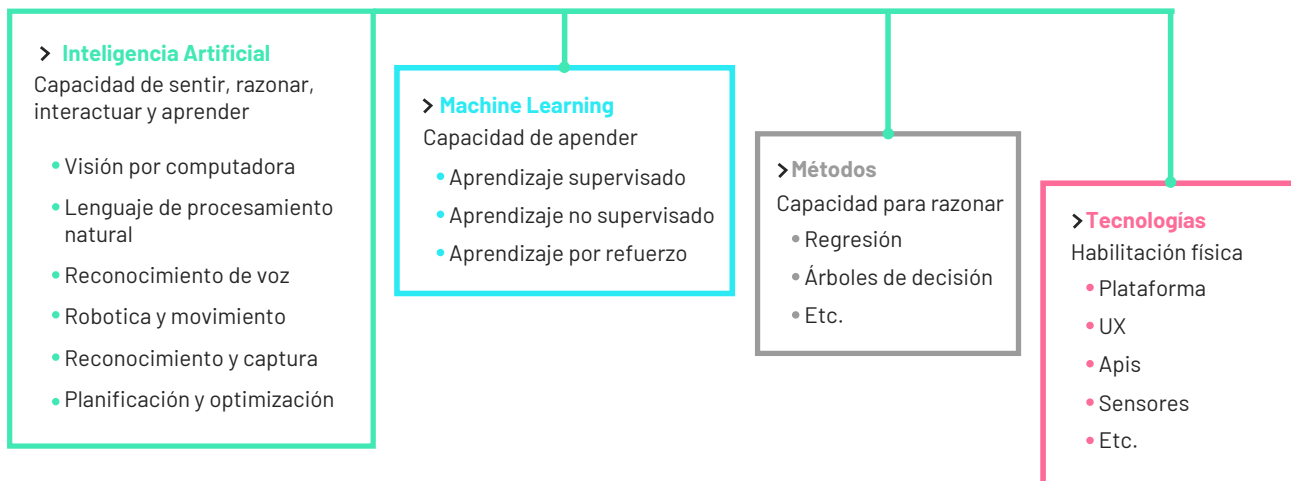 Inteligencia Artificial
Capacidad de sentir, razonar,
interactuar y aprender
Visión por computadora
Lenguaje de procesamiento
natural
Reconocimiento de voz
Robotica y movimiento
Reconocimiento y captura
Planificación y optimización
Machine Learning
Capacidad de apender
Aprendizaje supervisado
Aprendizaje no supervisado
Aprendizaje por refuerzo
Métodos
Capacidad para razonar
Regresión
Árboles de decisión
Etc.
Tecnologías
Habilitación física
Plataforma
UX
Apis
Sensores
Etc.